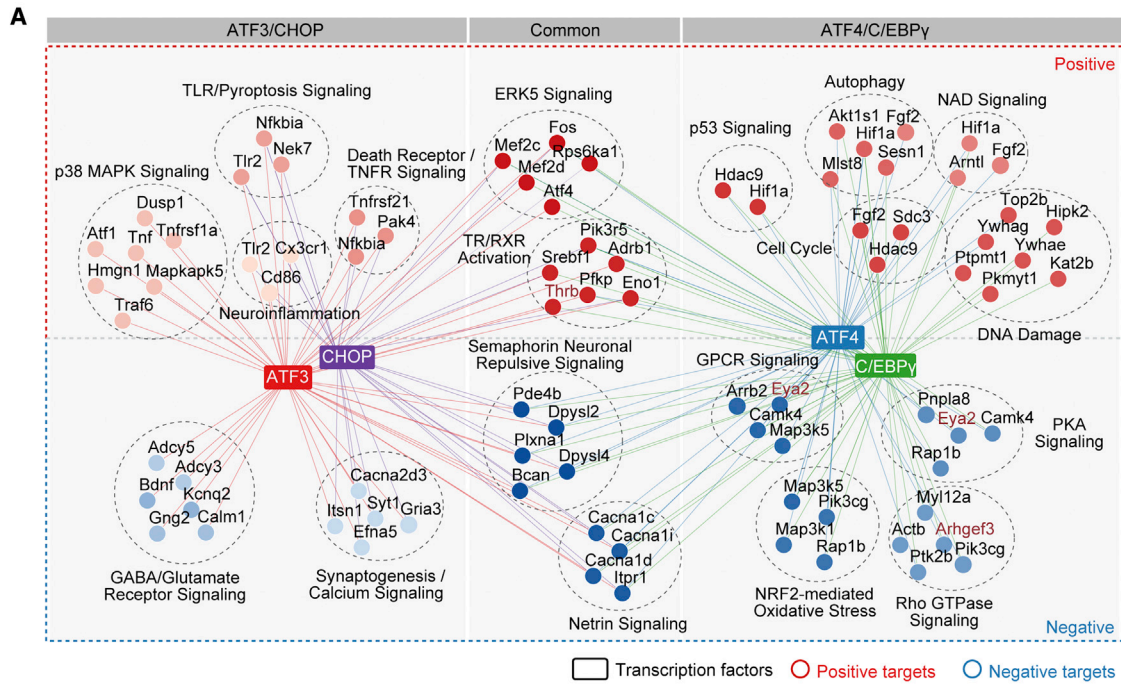 A
ATF3/CHOP
Common
ATF4/C/EBPγ
Positive
TLR/Pyroptosis Signaling
Nfkbia
Nek7
Tlr2
p38 MAPK Signaling
Dusp1
Tnfrsf1a
Atf1
Tnf
Hmgn1
Mapkapk5
Traf6
Death Receptor /
TNFR Signaling
Tnfrsf21
Pak4
Nfkbia
Tlr2
Cx3cr1
Cd86
Neuroinflammation
ERK5 Signaling
Fos
Mef2c
Rps6ka1
Mef2d
Atf4
TR/RXR
Activation
Pik3r5
Adrb1
Srebf1
Pfkp
Eno1
Thrb
p53 Signaling
Hdac9
Hif1a
Autophagy
Akt1s1
Fgf2
Hif1a
Sesn1
Mlst8
NAD Signaling
Hif1a
Fgf2
Arntl
Cell Cycle
Fgf2
Sdc3
Hdac9
Top2b
Hipk2
Ywhag
Ywhae
Ptpmt1
Kat2b
Pkmyt1
DNA Damage
ATF3
CHOP
ATF4
C/EBPγ
Adcy5
Adcy3
Bdnf
Kcnq2
Gng2
Calm1
GABA/Glutamate
Receptor Signaling
Cacna2d3
Itsn1
Syt1
Gria3
Efna5
Synaptogenesis /
Calcium Signaling
Semaphorin Neuronal
Repulsive Signaling
Pde4b
Dpysl2
Plxna1
Dpysl4
Bcan
Cacna1c
Cacna1i
Cacna1d
Itpr1
Netrin Signaling
GPCR Signaling
Arrb2
Eya2
Camk4
Map3k5
Pnpla8
Eya2
Camk4
Rap1b
PKA
Signaling
Map3k5
Pik3cg
Map3k1
Rap1b
NRF2-mediated
Oxidative Stress
Myl12a
Actb
Arhgef3
Ptk2b
Pik3cg
Rho GTPase
Signaling
Negative
Transcription factors
Positive targets
Negative targets